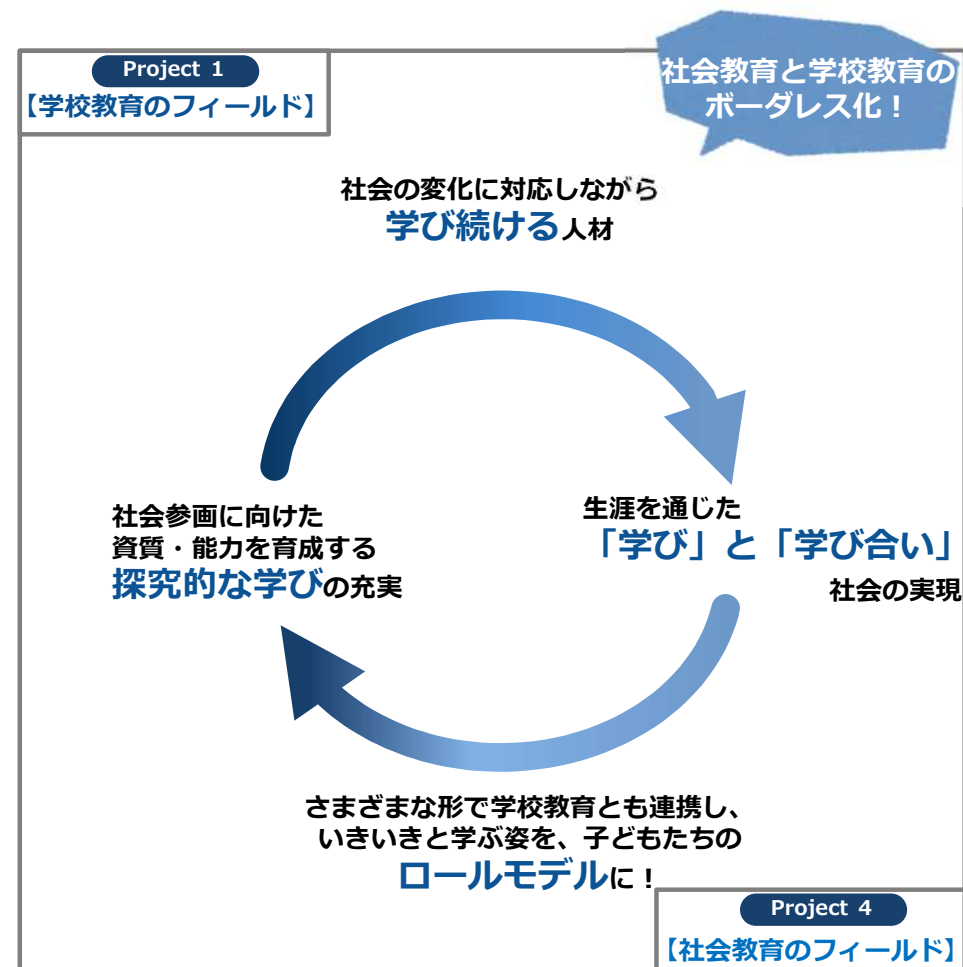 Project 1
【学校教育のフィールド】
社会教育と学校教育の
ボーダレス化！
社会の変化に対応しながら
学び続ける人材
社会参画に向けた
資質・能力を育成する
探究的な学びの充実
生涯を通じた
「学び」と「学び合い」
社会の実現
さまざまな形で学校教育とも連携し、
いきいきと学ぶ姿を、子どもたちの
ロールモデルに！
Project 4
【社会教育のフィールド】